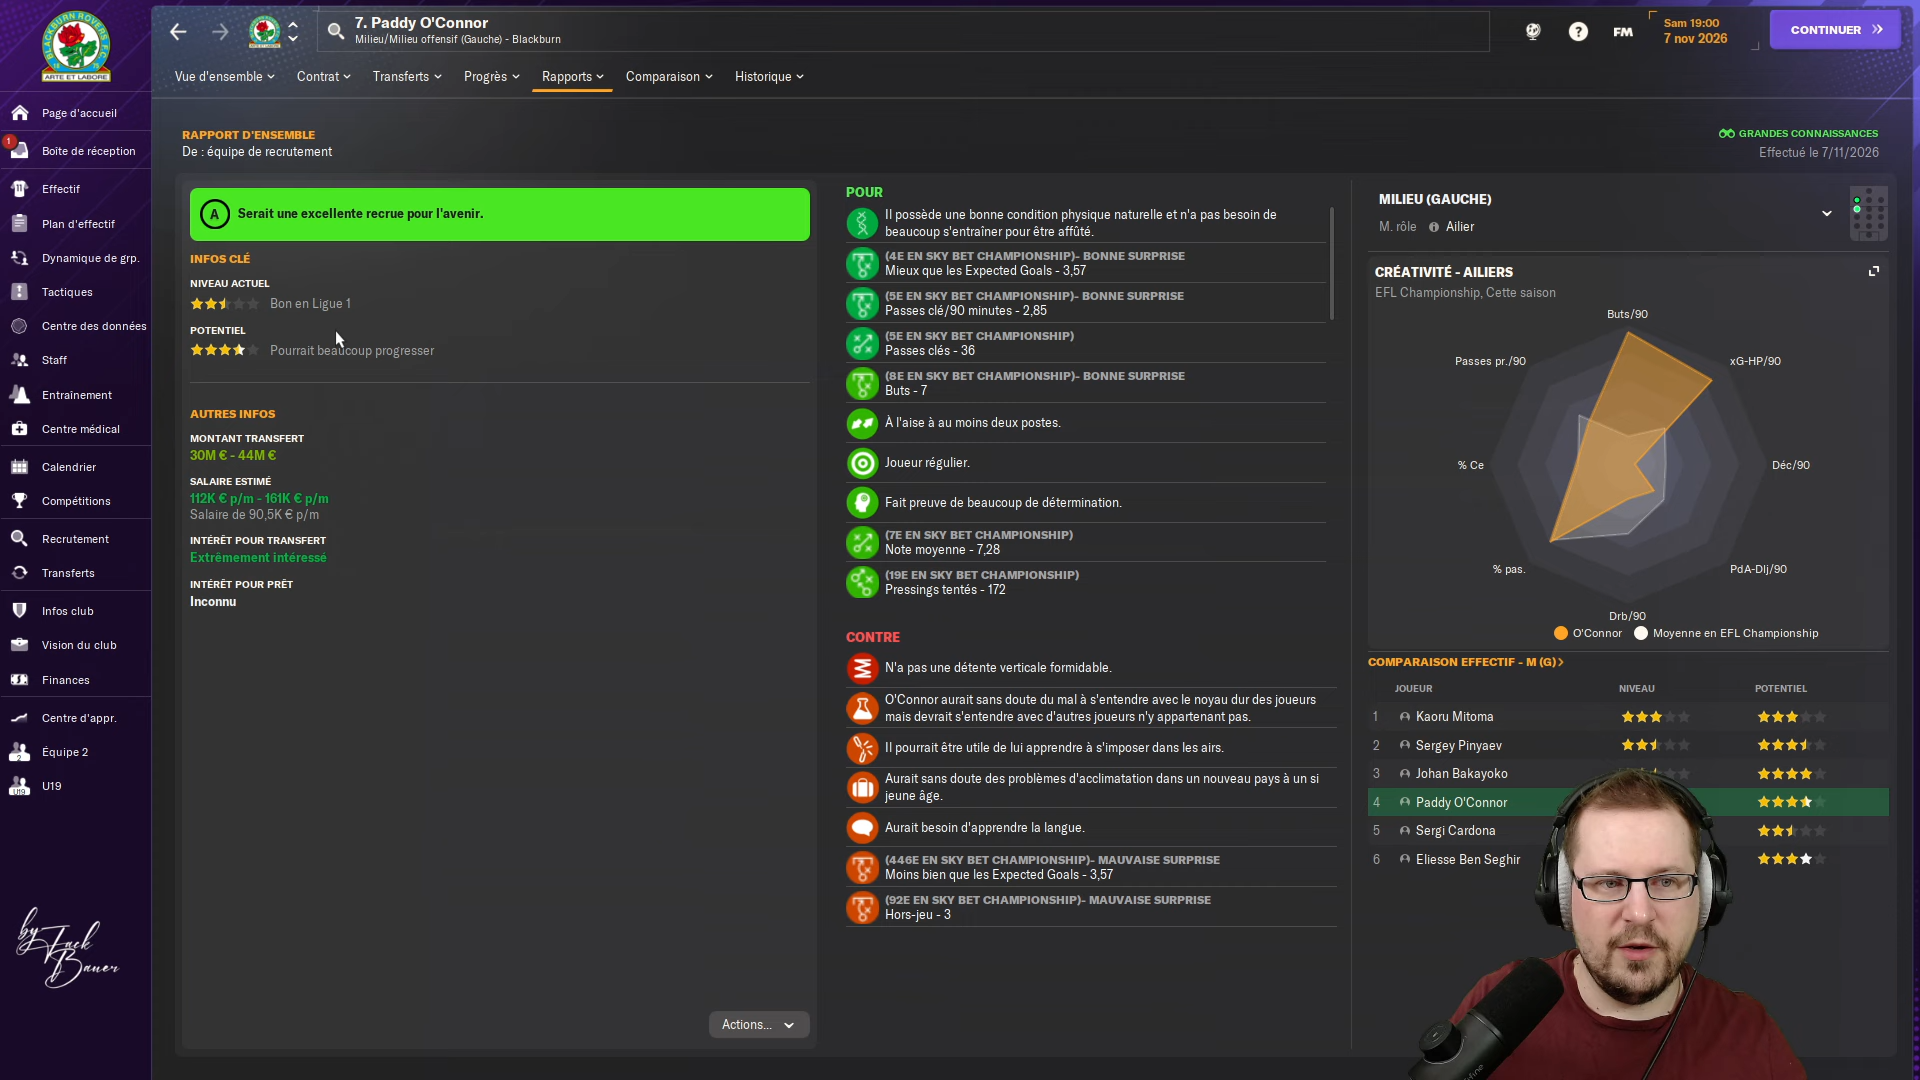 BLACKBURN ROVERS F.C.
ARTE ET LABORE
7. Paddy O'Connor
Milieu/Milieu offensif (Gauche) - Blackburn
?
FM
Sam 19:00
7 nov 2026
CONTINUER
Vue d'ensemble
Contrat
Transferts
Progrès
Rapports
Comparaison
Historique
Page d'accueil
1
Boîte de réception
Effectif
Plan d'effectif
Dynamique de grp.
Tactiques
Centre des données
Staff
Entraînement
Centre médical
Calendrier
Compétitions
Recrutement
Transferts
Infos club
Vision du club
Finances
Centre d'appr.
Équipe 2
U19
by Jack Bauer
RAPPORT D'ENSEMBLE
De : équipe de recrutement
GRANDES CONNAISSANCES
Effectué le 7/11/2026
A Serait une excellente recrue pour l'avenir.
INFOS CLÉ
NIVEAU ACTUEL
Bon en Ligue 1
POTENTIEL
Pourrait beaucoup progresser
AUTRES INFOS
MONTANT TRANSFERT
30M € - 44M €
SALAIRE ESTIMÉ
112K € p/m - 161K € p/m
Salaire de 90,5K € p/m
INTÉRÊT POUR TRANSFERT
Extrêmement intéressé
INTÉRÊT POUR PRÊT
Inconnu
Actions...
POUR
Il possède une bonne condition physique naturelle et n'a pas besoin de
beaucoup s'entraîner pour être affûté.
(4E EN SKY BET CHAMPIONSHIP)- BONNE SURPRISE
Mieux que les Expected Goals - 3,57
(5E EN SKY BET CHAMPIONSHIP)- BONNE SURPRISE
Passes clé/90 minutes - 2,85
(5E EN SKY BET CHAMPIONSHIP)
Passes clés - 36
(8E EN SKY BET CHAMPIONSHIP)- BONNE SURPRISE
Buts - 7
À l'aise à au moins deux postes.
Joueur régulier.
Fait preuve de beaucoup de détermination.
(7E EN SKY BET CHAMPIONSHIP)
Note moyenne - 7,28
(19E EN SKY BET CHAMPIONSHIP)
Pressings tentés - 172
CONTRE
N'a pas une détente verticale formidable.
O'Connor aurait sans doute du mal à s'entendre avec le noyau dur des joueurs
mais devrait s'entendre avec d'autres joueurs n'y appartenant pas.
Il pourrait être utile de lui apprendre à s'imposer dans les airs.
Aurait sans doute des problèmes d'acclimatation dans un nouveau pays à un si
jeune âge.
Aurait besoin d'apprendre la langue.
(446E EN SKY BET CHAMPIONSHIP)- MAUVAISE SURPRISE
Moins bien que les Expected Goals - 3,57
(92E EN SKY BET CHAMPIONSHIP)- MAUVAISE SURPRISE
Hors-jeu - 3
MILIEU (GAUCHE)
M. rôle Ailier
CRÉATIVITÉ - AILIERS
EFL Championship, Cette saison
Buts/90
Passes pr./90
xG-HP/90
% Ce
Déc/90
% pas.
PdA-DIj/90
Drb/90
O'Connor
Moyenne en EFL Championship
COMPARAISON EFFECTIF - M (G)
JOUEUR NIVEAU POTENTIEL
1 Kaoru Mitoma
2 Sergey Pinyaev
3 Johan Bakayoko
4 Paddy O'Connor
5 Sergi Cardona
6 Eliesse Ben Seghir